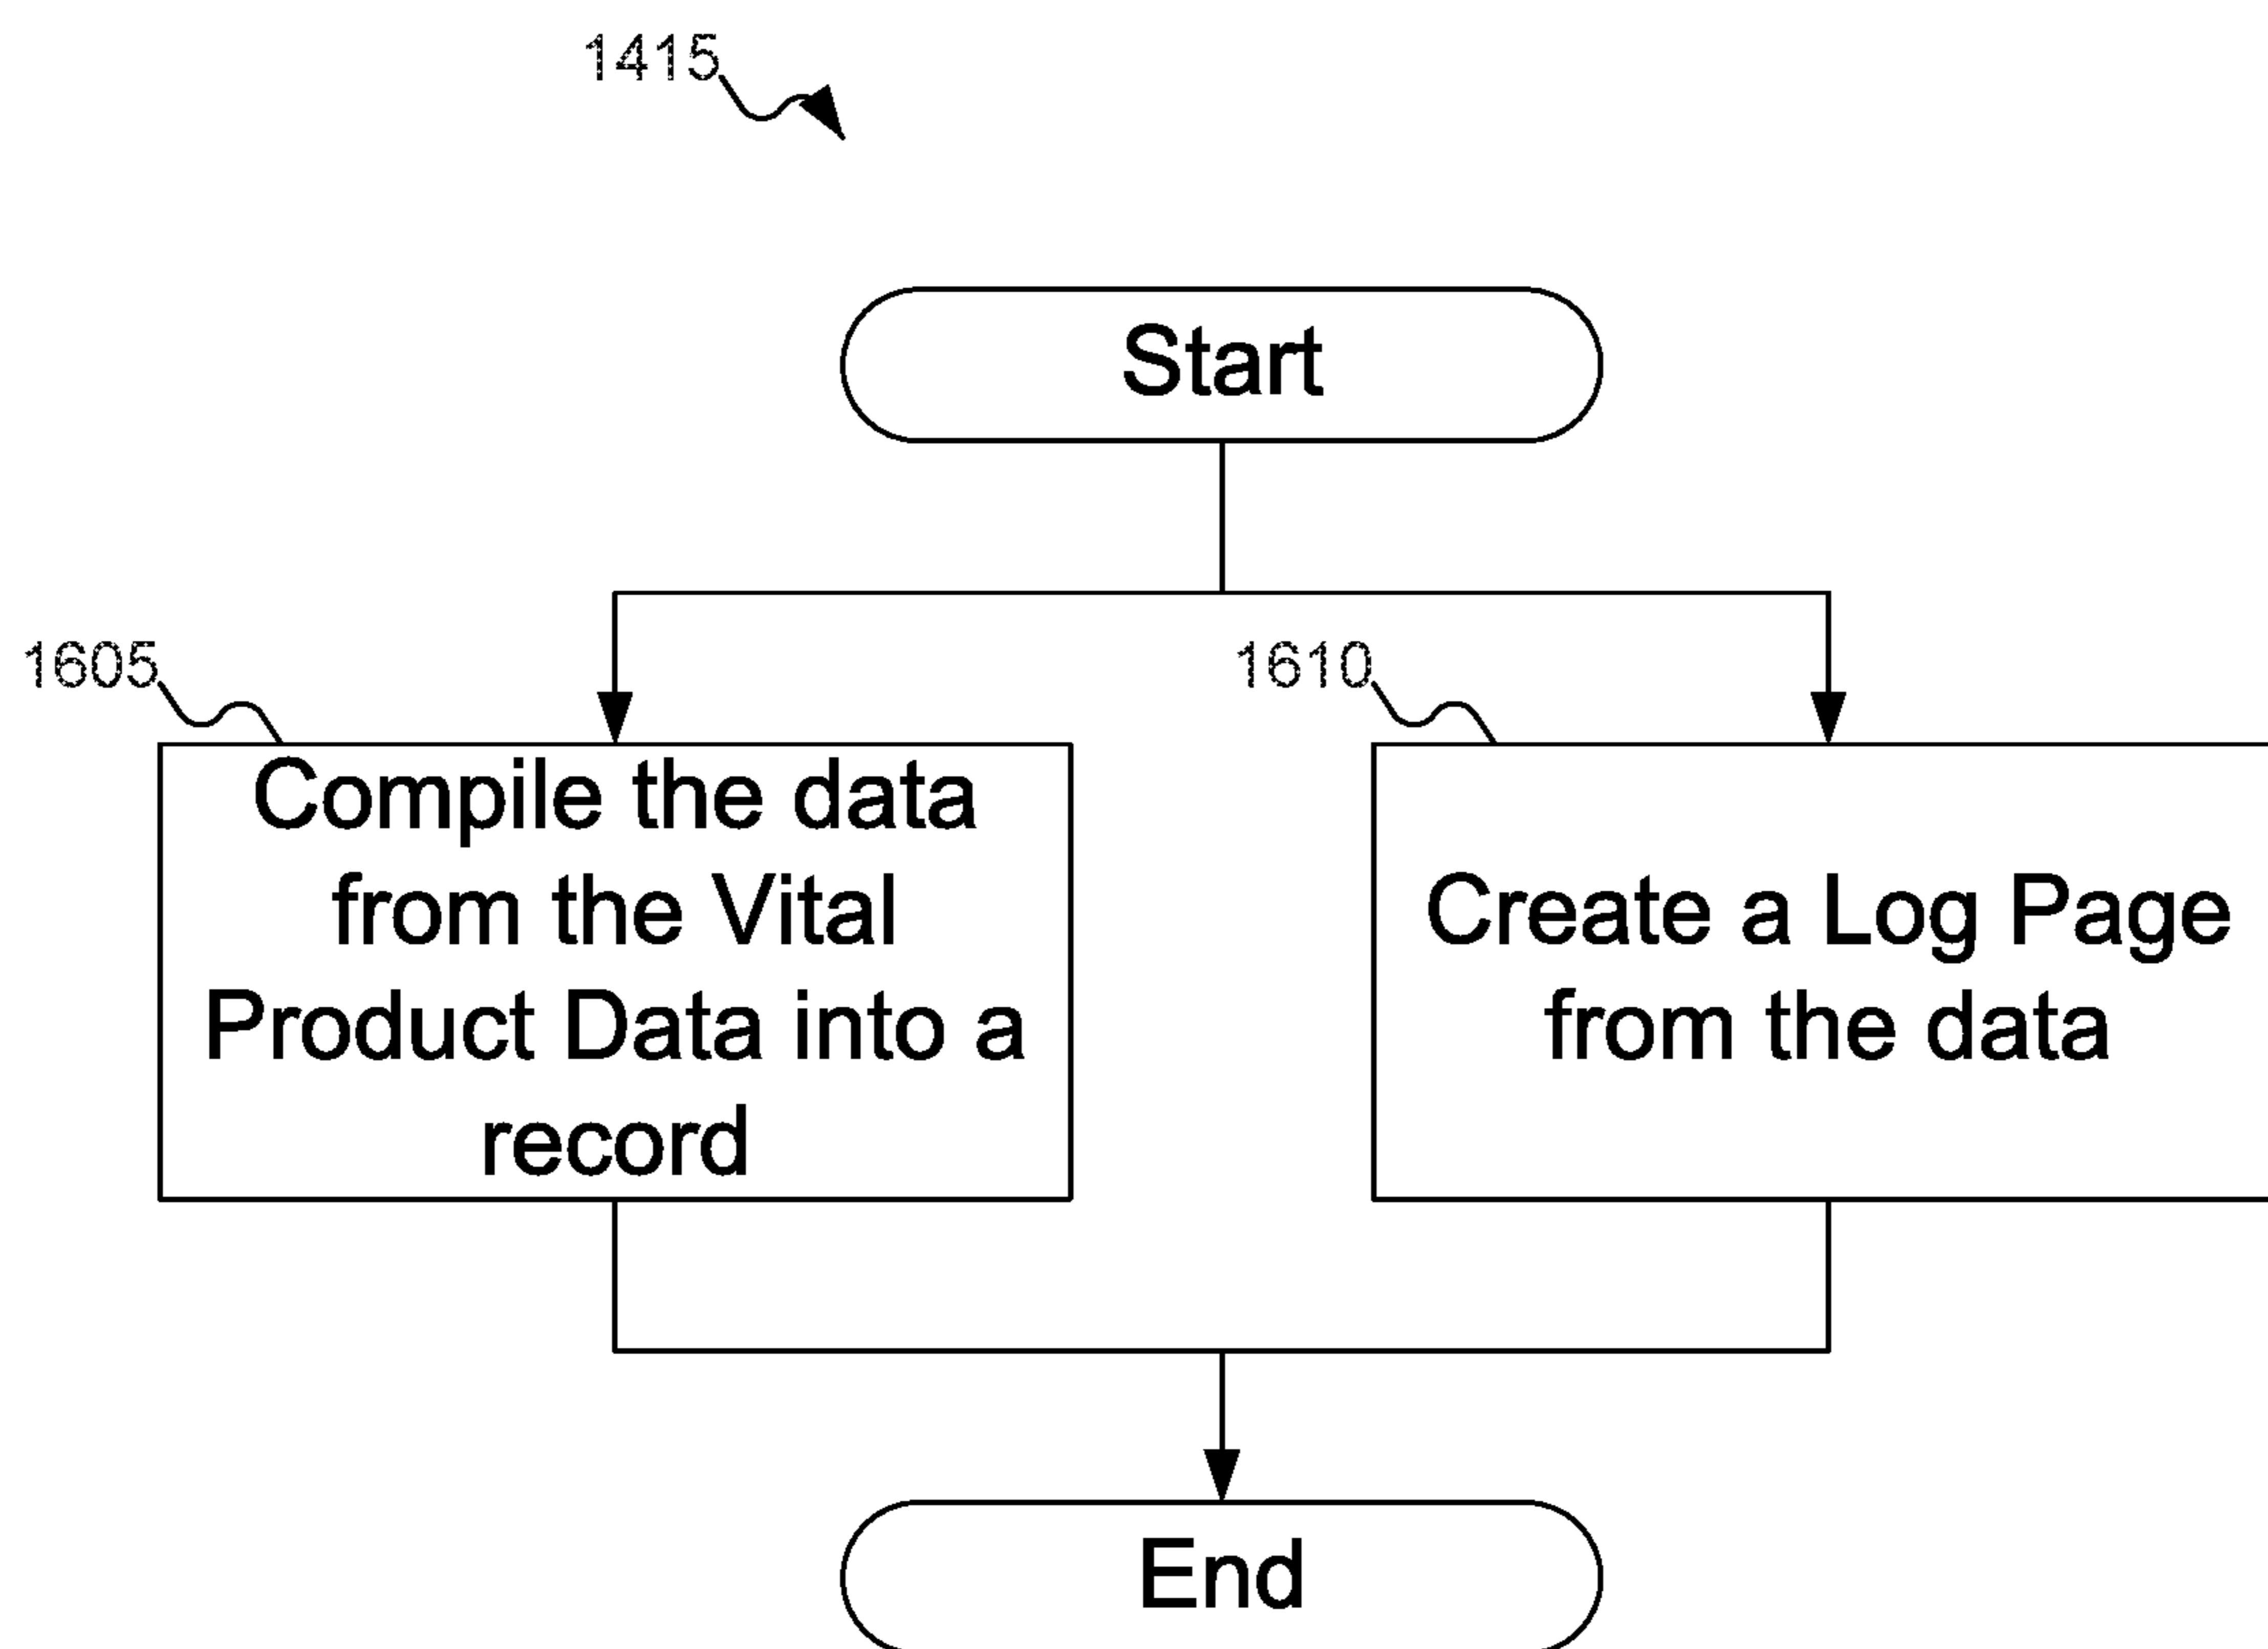 1415
Start
1605
1610
Compile the data
from the Vital
Product Data into a
record
Create a Log Page
from the data
End